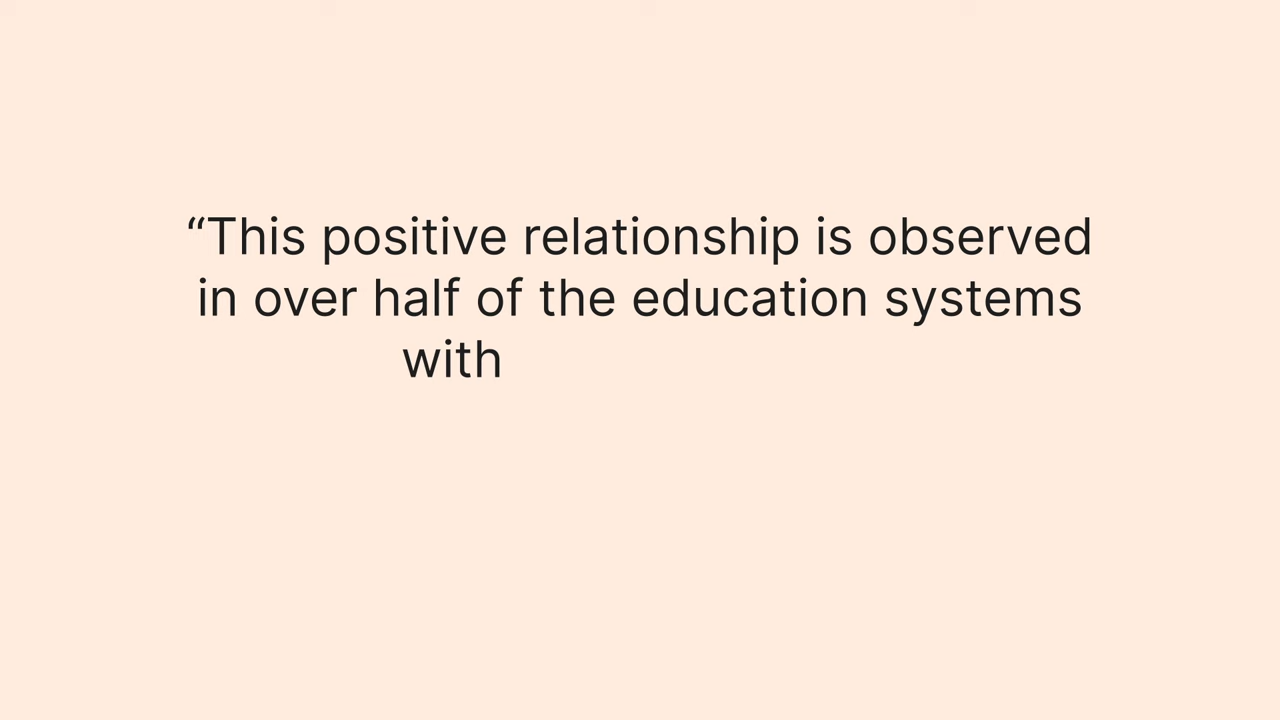 “This positive relationship is observed
in over half of the education systems
with